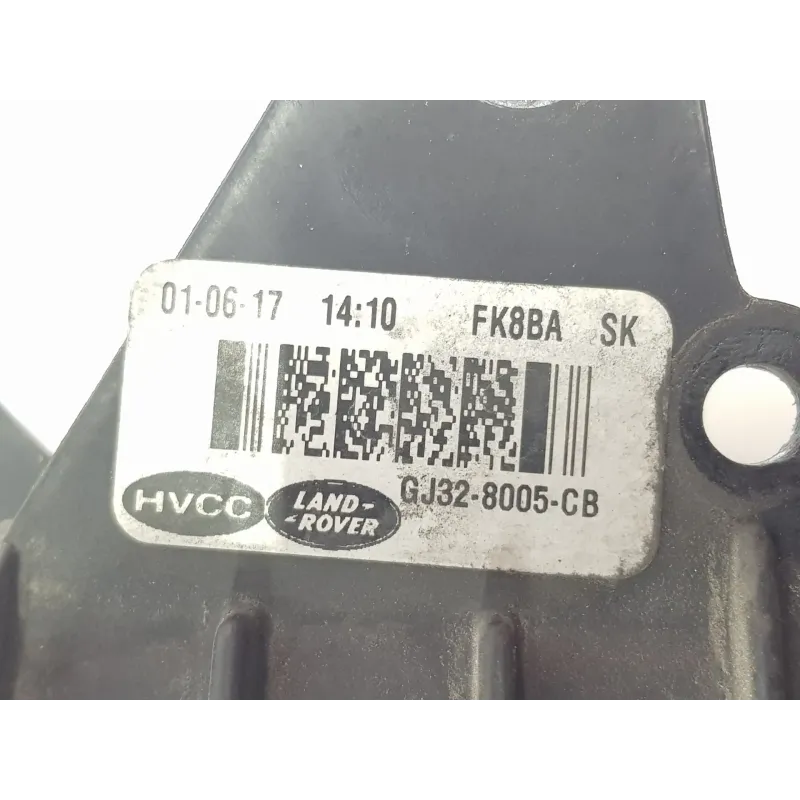 01-06-17 14:10 FK8BA SK
HVCC LAND-ROVER GJ32-8005-CB